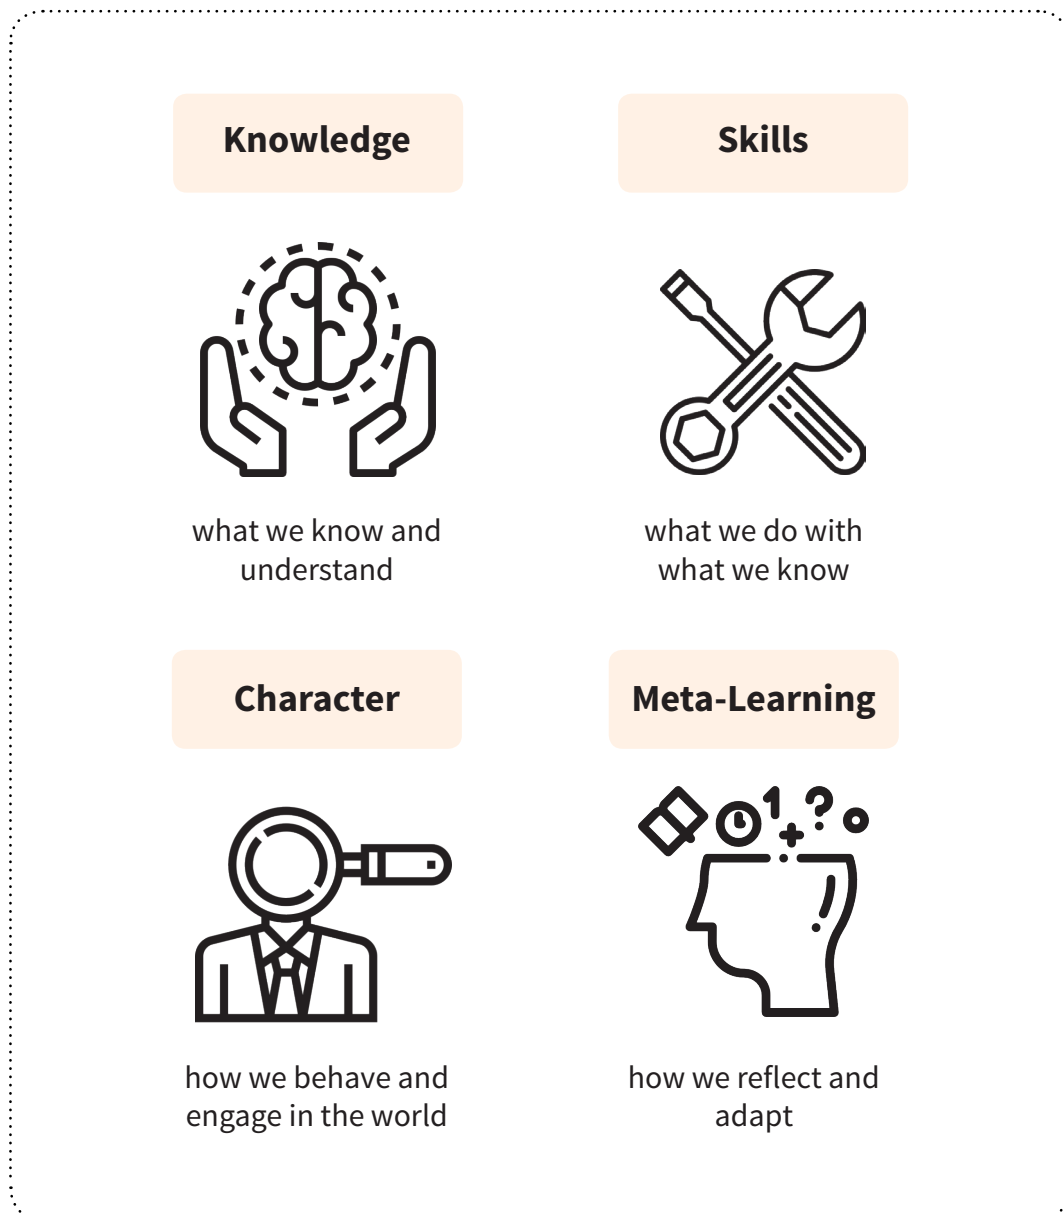 Knowledge
what we know and
understand
Skills
what we do with
what we know
Character
how we behave and
engage in the world
Meta-Learning
1 + ?
how we reflect and
adapt